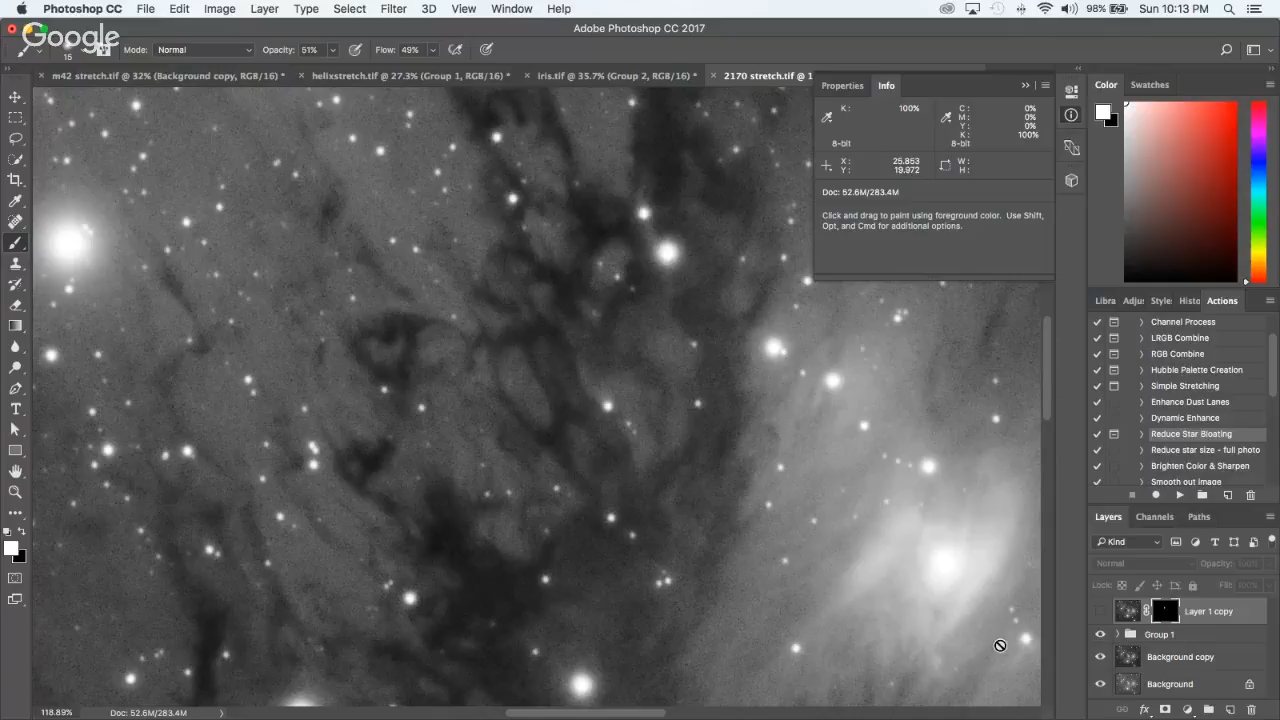 Photoshop CC File Edit Image Layer Type Select Filter 3D View Window Help 98% Sun 10:13 PM
Adobe Photoshop CC 2017
Google
15 Mode: Normal Opacity: 51% Flow: 49%
m42 stretch.tif @ 32% (Background copy, RGB/16) * helixstretch.tif @ 27.3% (Group 1, RGB/16) * iris.tif @ 35.7% (Group 2, RGB/16) * 2170 stretch.tif @ 1
Properties Info
K: 100% C: 0%
M: 0%
Y: 0%
K: 100%
8-bit 8-bit
X: 25.853 W:
Y: 19.972 H:
Doc: 52.6M/283.4M
Click and drag to paint using foreground color. Use Shift,
Opt, and Cmd for additional options.
Color Swatches
Libra Adjus Style Histo Actions
Channel Process
LRGB Combine
RGB Combine
Hubble Palette Creation
Simple Stretching
Enhance Dust Lanes
Dynamic Enhance
Reduce Star Bloating
Reduce star size - full photo
Brighten Color & Sharpen
Smooth out image
Layers Channels Paths
Kind
Normal Opacity: 100%
Lock: Fill: 100%
Layer 1 copy
Group 1
Background copy
Background
118.89% Doc: 52.6M/283.4M